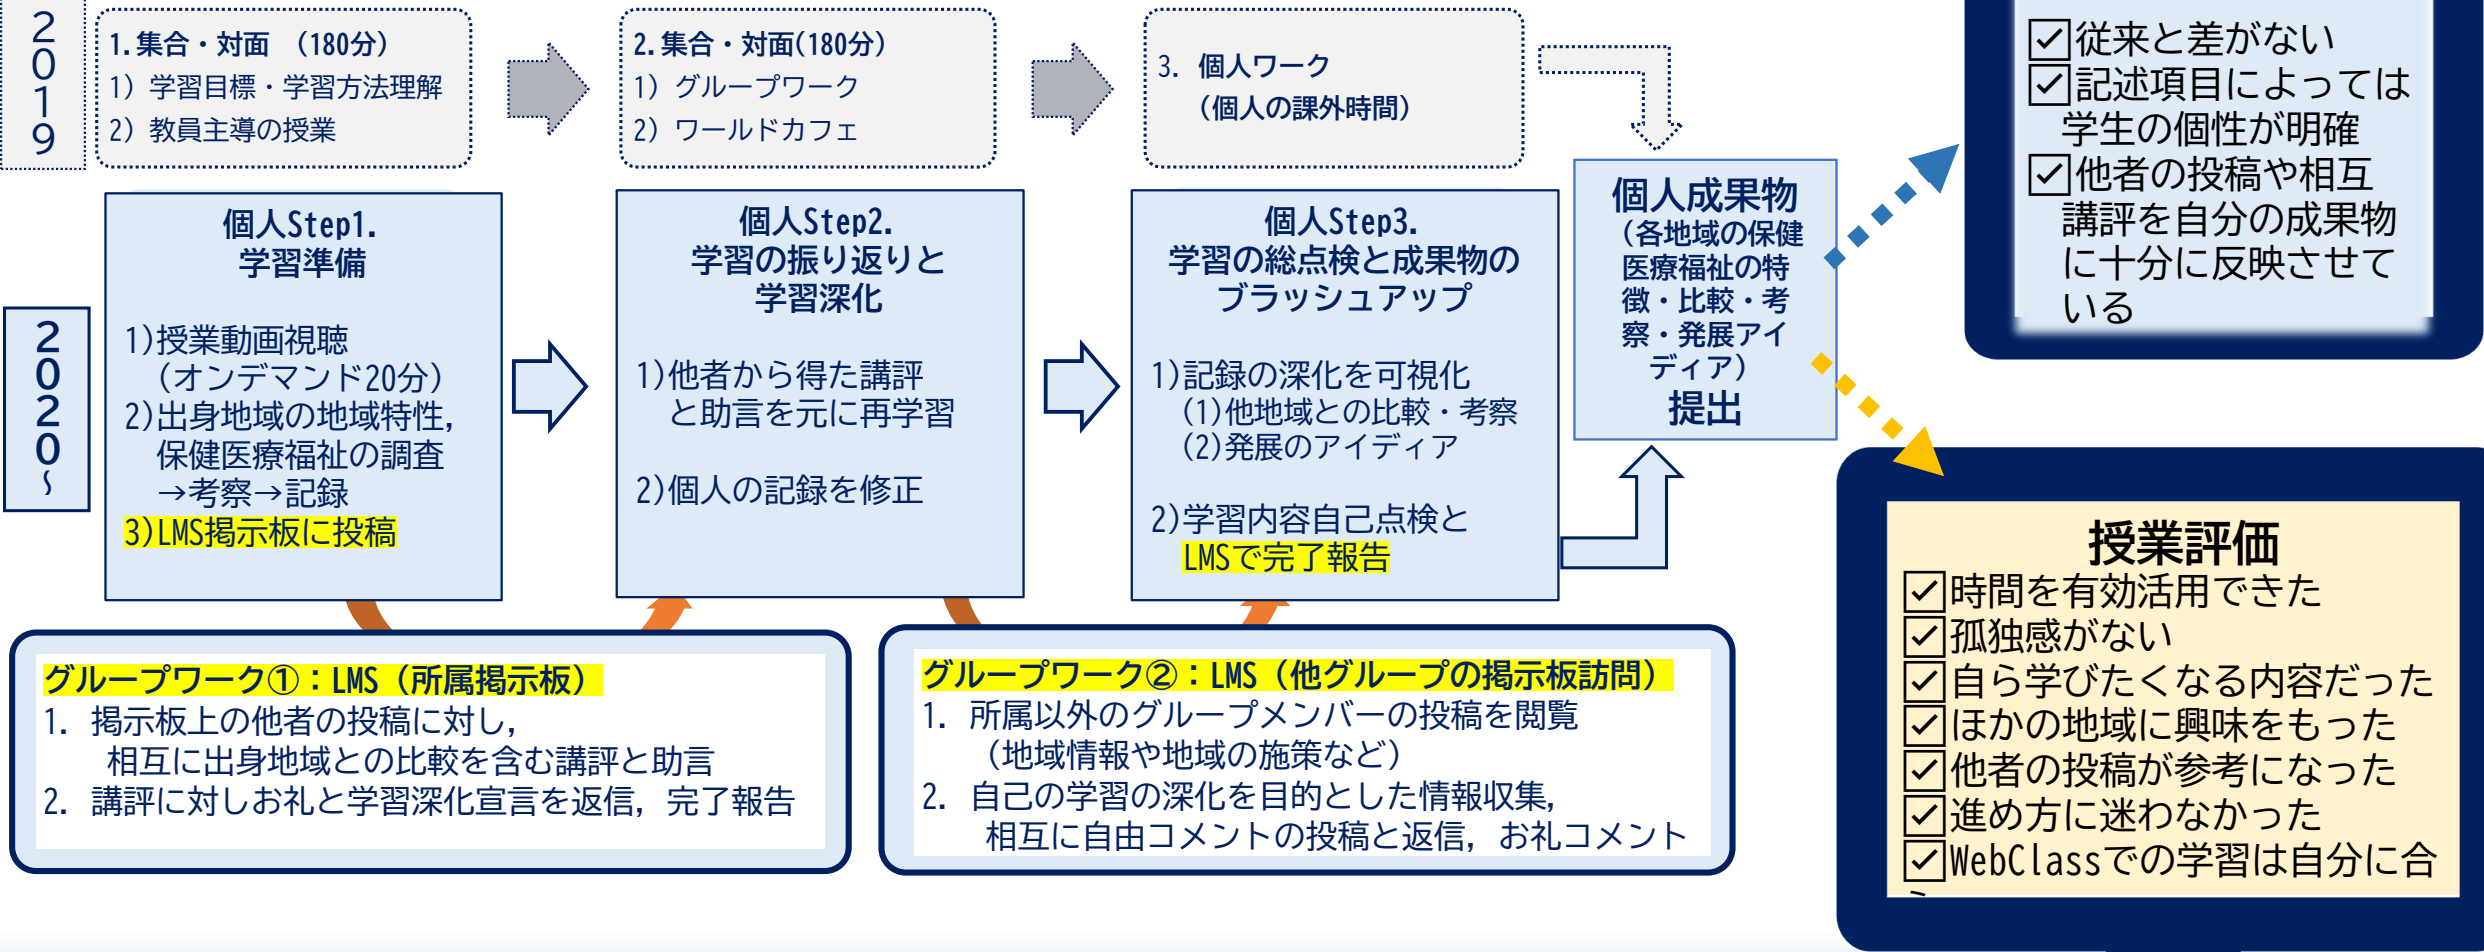 2019
1.集合・対面 （180分）
1) 学習目標・学習方法理解
2) 教員主導の授業
2.集合・対面(180分)
1) グループワーク
2) ワールドカフェ
3. 個人ワーク
（個人の課外時間）
2020～
個人Step1.
学習準備
1)授業動画視聴
（オンデマンド20分）
2)出身地域の地域特性,
保健医療福祉の調査
→考察→記録
3)LMS掲示板に投稿
個人Step2.
学習の振り返りと
学習深化
1)他者から得た講評
と助言を元に再学習
2)個人の記録を修正
個人Step3.
学習の総点検と成果物の
ブラッシュアップ
1)記録の深化を可視化
(1)他地域との比較・考察
(2)発展のアイディア
2)学習内容自己点検と
LMSで完了報告
個人成果物
（各地域の保健
医療福祉の特
徴・比較・考
察・発展アイ
ディア）
提出
グループワーク①：LMS（所属掲示板）
1. 掲示板上の他者の投稿に対し,
相互に出身地域との比較を含む講評と助言
2. 講評に対しお礼と学習深化宣言を返信, 完了報告
グループワーク②：LMS（他グループの掲示板訪問）
1. 所属以外のグループメンバーの投稿を閲覧
（地域情報や地域の施策など）
2. 自己の学習の深化を目的とした情報収集,
相互に自由コメントの投稿と返信, お礼コメント
☑従来と差がない
☑記述項目によっては
学生の個性が明確
☑他者の投稿や相互
講評を自分の成果物
に十分に反映させて
いる
授業評価
☑時間を有効活用できた
☑孤独感がない
☑自ら学びたくなる内容だった
☑ほかの地域に興味をもった
☑他者の投稿が参考になった
☑進め方に迷わなかった
☑WebClassでの学習は自分に合